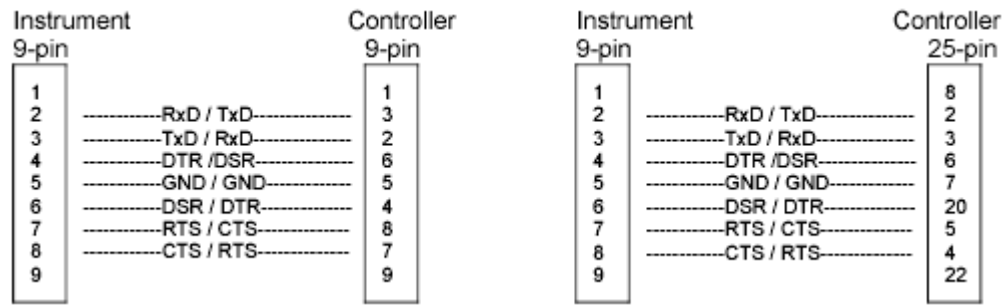 Instrument Controller
9-pin 9-pin
1 1
2 RxD / TxD 3
3 TxD / RxD 2
4 DTR /DSR 6
5 GND / GND 5
6 DSR / DTR 4
7 RTS / CTS 8
8 CTS / RTS 7
9 9
Instrument Controller
9-pin 25-pin
1 8
2 RxD / TxD 2
3 TxD / RxD 3
4 DTR /DSR 6
5 GND / GND 7
6 DSR / DTR 20
7 RTS / CTS 5
8 CTS / RTS 4
9 22